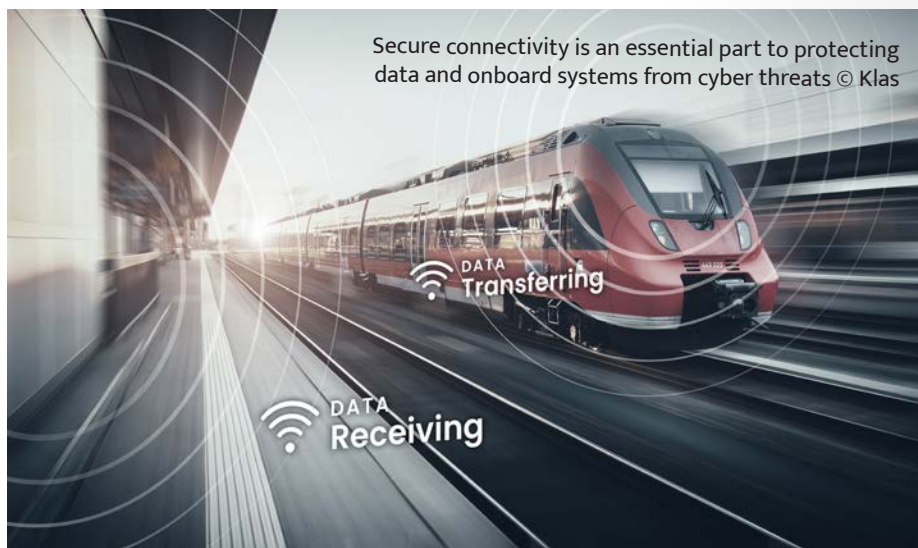 Secure connectivity is an essential part to protecting
data and onboard systems from cyber threats © Klas
DATA
Transferring
DATA
Receiving